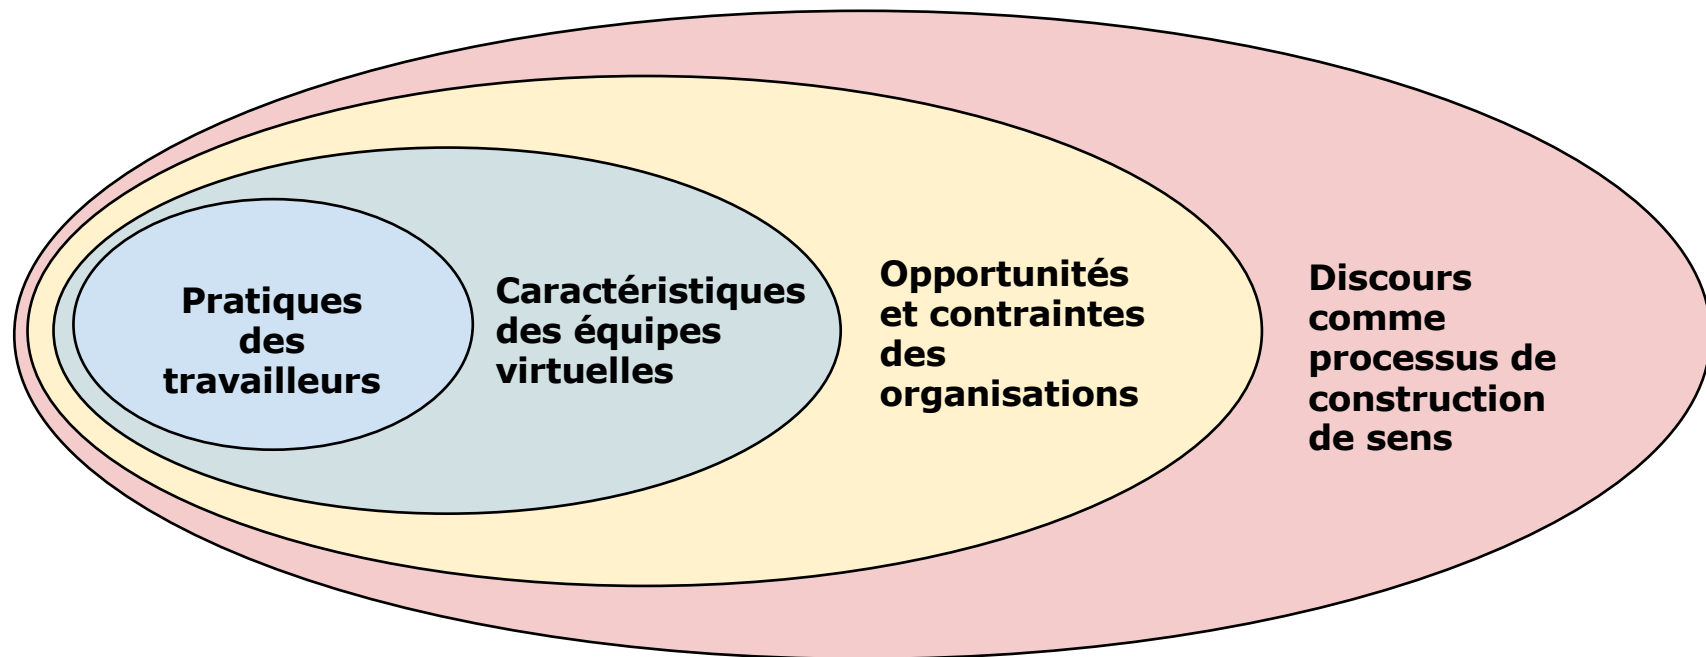 Pratiques
des
travailleurs
Caractéristiques
des équipes
virtuelles
Opportunités
et contraintes
des
organisations
Discours
comme
processus de
construction
de sens